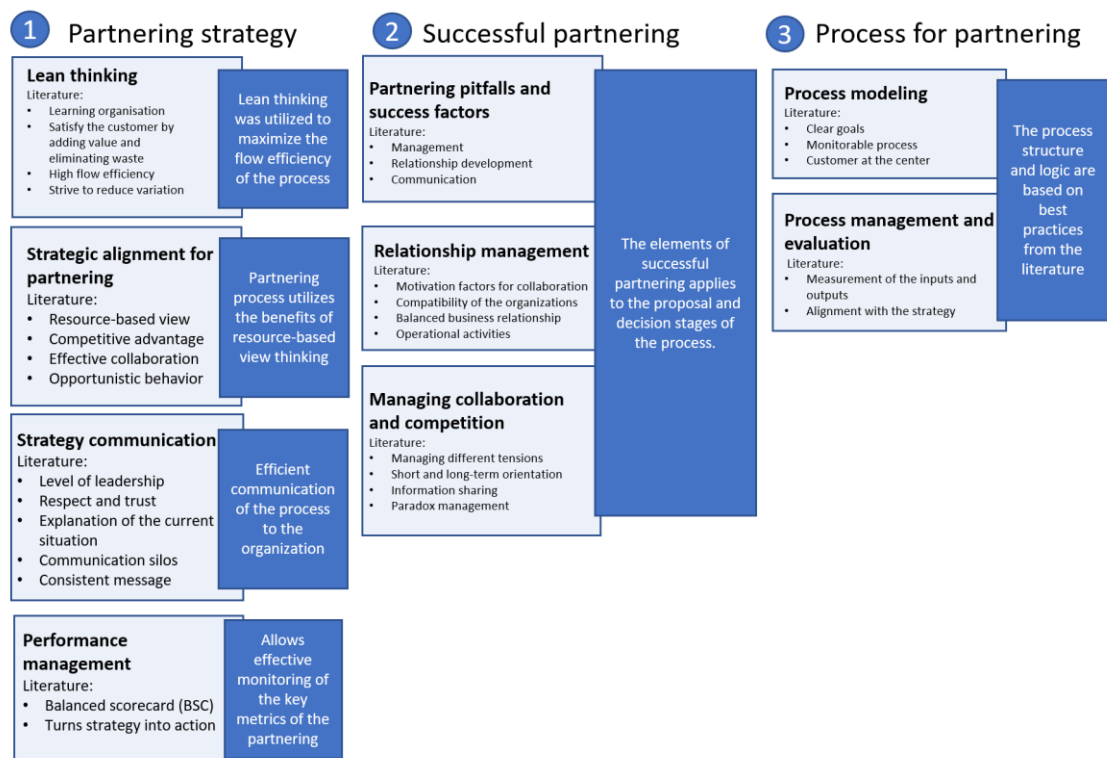 1 Partnering strategy
Lean thinking
Literature:
• Learning organisation
• Satisfy the customer by
adding value and
eliminating waste
• High flow efficiency
• Strive to reduce variation
Lean thinking
was utilized to
maximize the
flow efficiency
of the process
Strategic alignment for
partnering
Literature:
• Resource-based view
• Competitive advantage
• Effective collaboration
• Opportunistic behavior
Partnering
process utilizes
the benefits of
resource-based
view thinking
Strategy communication
Literature:
• Level of leadership
• Respect and trust
• Explanation of the current
situation
• Communication silos
• Consistent message
Efficient
communication
of the process
to the
organization
Performance
management
Literature:
• Balanced scorecard (BSC)
• Turns strategy into action
Allows
effective
monitoring of
the key
metrics of the
partnering
2 Successful partnering
Partnering pitfalls and
success factors
Literature:
• Management
• Relationship development
• Communication
Relationship management
Literature:
• Motivation factors for collaboration
• Compatibility of the organizations
• Balanced business relationship
• Operational activities
Managing collaboration
and competition
Literature:
• Managing different tensions
• Short and long-term orientation
• Information sharing
• Paradox management
The elements of
successful
partnering applies
to the proposal and
decision stages of
the process.
3 Process for partnering
Process modeling
Literature:
• Clear goals
• Monitorable process
• Customer at the center
Process management and
evaluation
Literature:
• Measurement of the inputs and
outputs
• Alignment with the strategy
The process
structure
and logic are
based on
best
practices
from the
literature